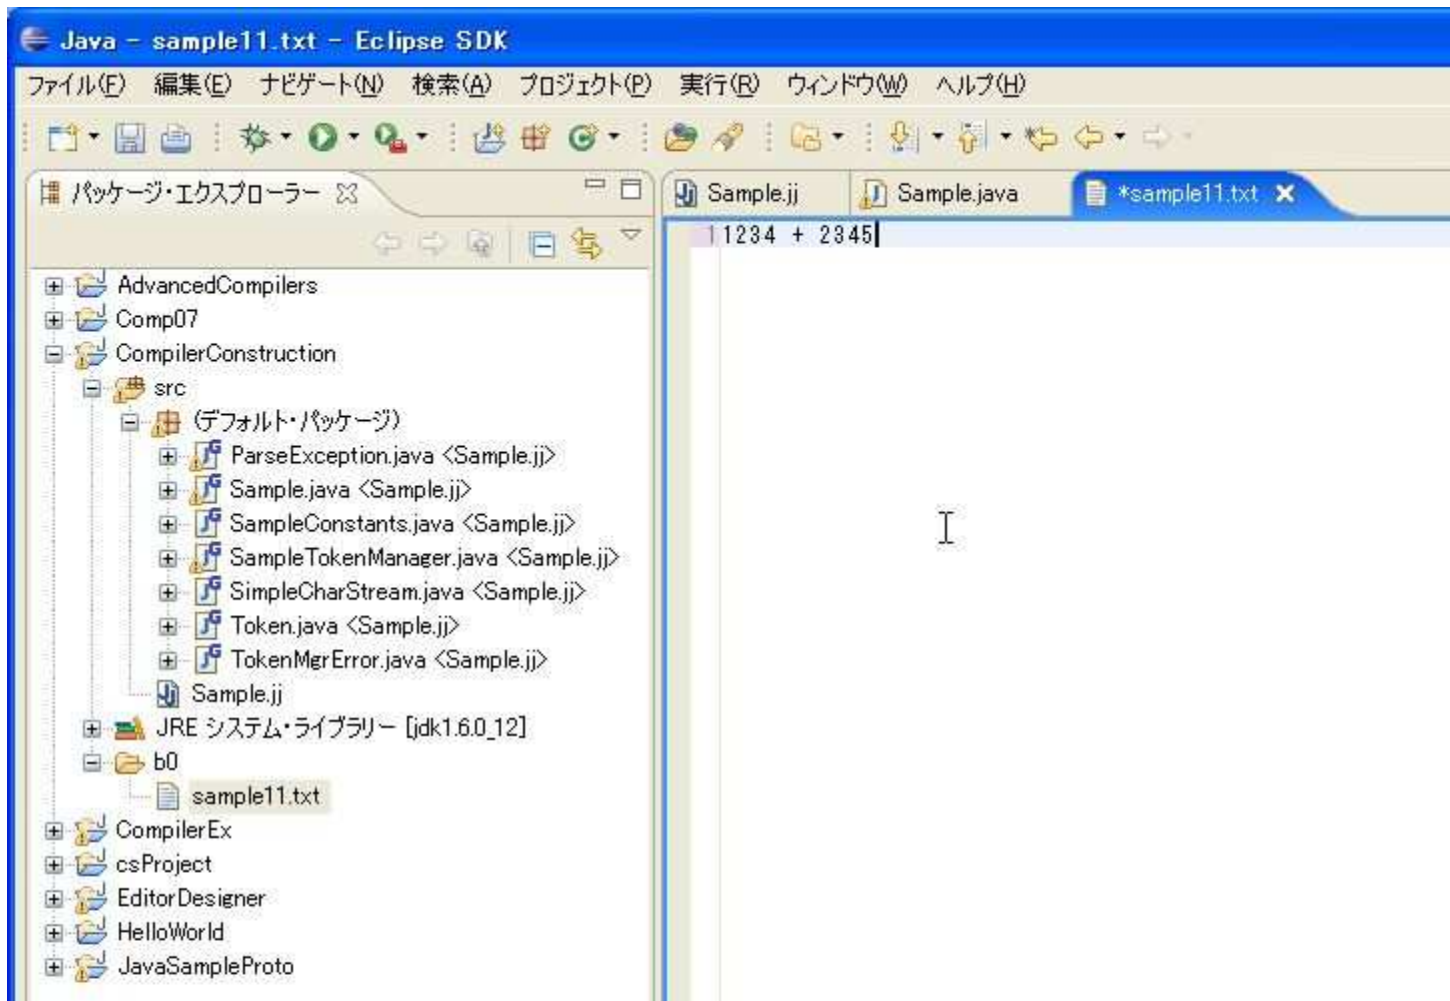 Java - sample11.txt - Eclipse SDK
ファイル(F) 編集(E) ナビゲート(N) 検索(A) プロジェクト(P) 実行(R) ウィンドウ(W) ヘルプ(H)
パッケージ・エクスプローラー
Sample.jj Sample.java *sample11.txt
1 1234 + 2345
AdvancedCompilers
Comp07
CompilerConstruction
src
(デフォルト・パッケージ)
ParseException.java <Sample.jj>
Sample.java <Sample.jj>
SampleConstants.java <Sample.jj>
SampleTokenManager.java <Sample.jj>
SimpleCharStream.java <Sample.jj>
Token.java <Sample.jj>
TokenMgrError.java <Sample.jj>
Sample.jj
JRE システム・ライブラリー [jdk1.6.0_12]
b0
sample11.txt
CompilerEx
csProject
EditorDesigner
HelloWorld
JavaSampleProto